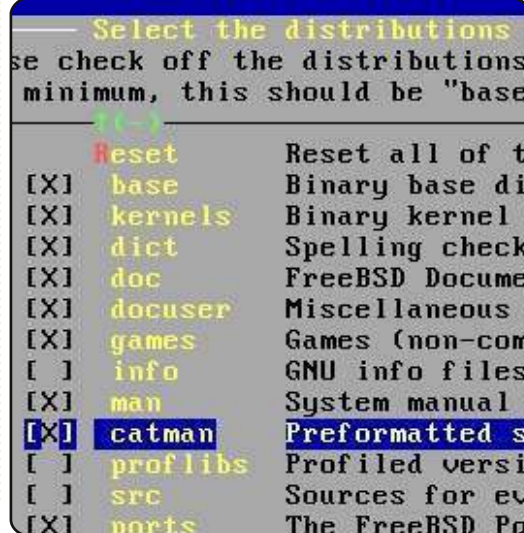 Select the distributions
se check off the distributions
minimum, this should be "base
↑(-)
Reset Reset all of t
[X] base Binary base di
[X] kernels Binary kernel
[X] dict Spelling check
[X] doc FreeBSD Docume
[X] docuser Miscellaneous
[X] games Games (non-com
[ ] info GNU info files
[X] man System manual
[X] catman Preformatted s
[ ] proflibs Profiled versi
[ ] src Sources for ev
[X] ports The FreeBSD Po